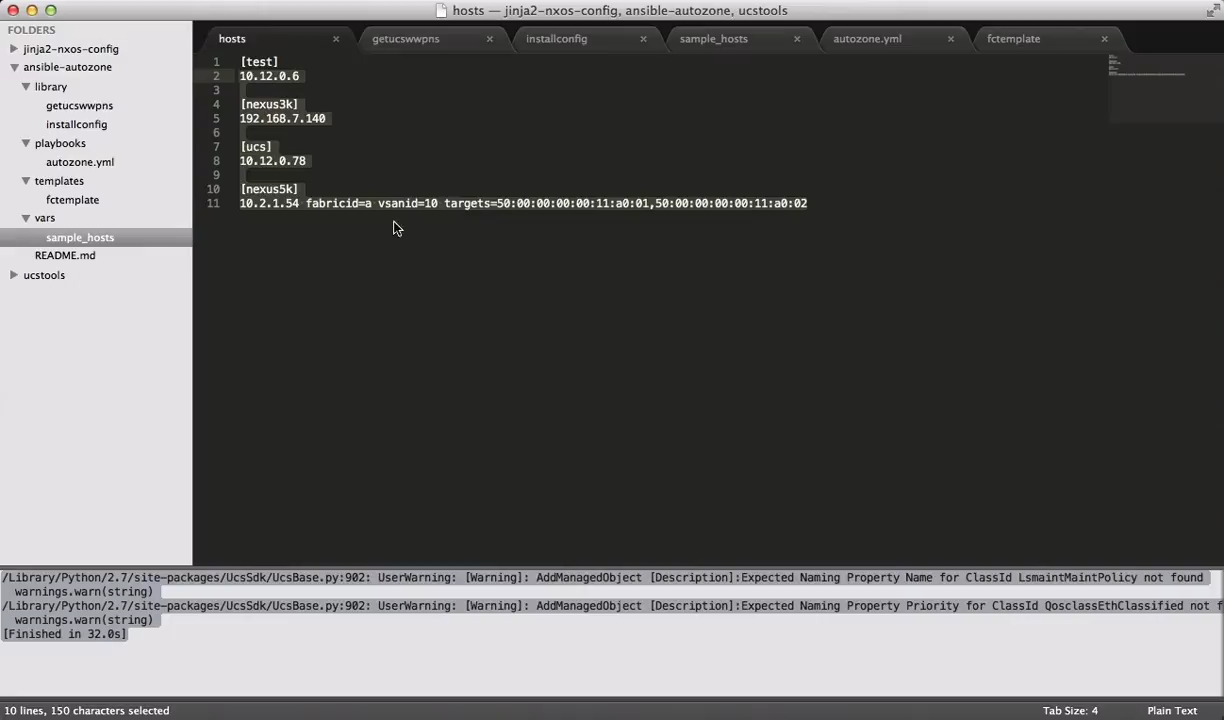 hosts — jinja2-nxos-config, ansible-autozone, ucstools
FOLDERS
jinja2-nxos-config
ansible-autozone
library
getucswwpns
installconfig
playbooks
autozone.yml
templates
fctemplate
vars
sample_hosts
README.md
ucstools
hosts × getucswwpns × installconfig × sample_hosts × autozone.yml × fctemplate ×
1 [test]
2 10.12.0.6
3
4 [nexus3k]
5 192.168.7.140
6
7 [ucs]
8 10.12.0.78
9
10 [nexus5k]
11 10.2.1.54 fabricid=a vsanid=10 targets=50:00:00:00:00:11:a0:01,50:00:00:00:00:11:a0:02
/Library/Python/2.7/site-packages/UcsSdk/UcsBase.py:902: UserWarning: [Warning]: AddManagedObject [Description]:Expected Naming Property Name for ClassId LsmaintMaintPolicy not found
warnings.warn(string)
/Library/Python/2.7/site-packages/UcsSdk/UcsBase.py:902: UserWarning: [Warning]: AddManagedObject [Description]:Expected Naming Property Priority for ClassId QosclassEthClassified not f
warnings.warn(string)
[Finished in 32.0s]
10 lines, 150 characters selected
Tab Size: 4
Plain Text